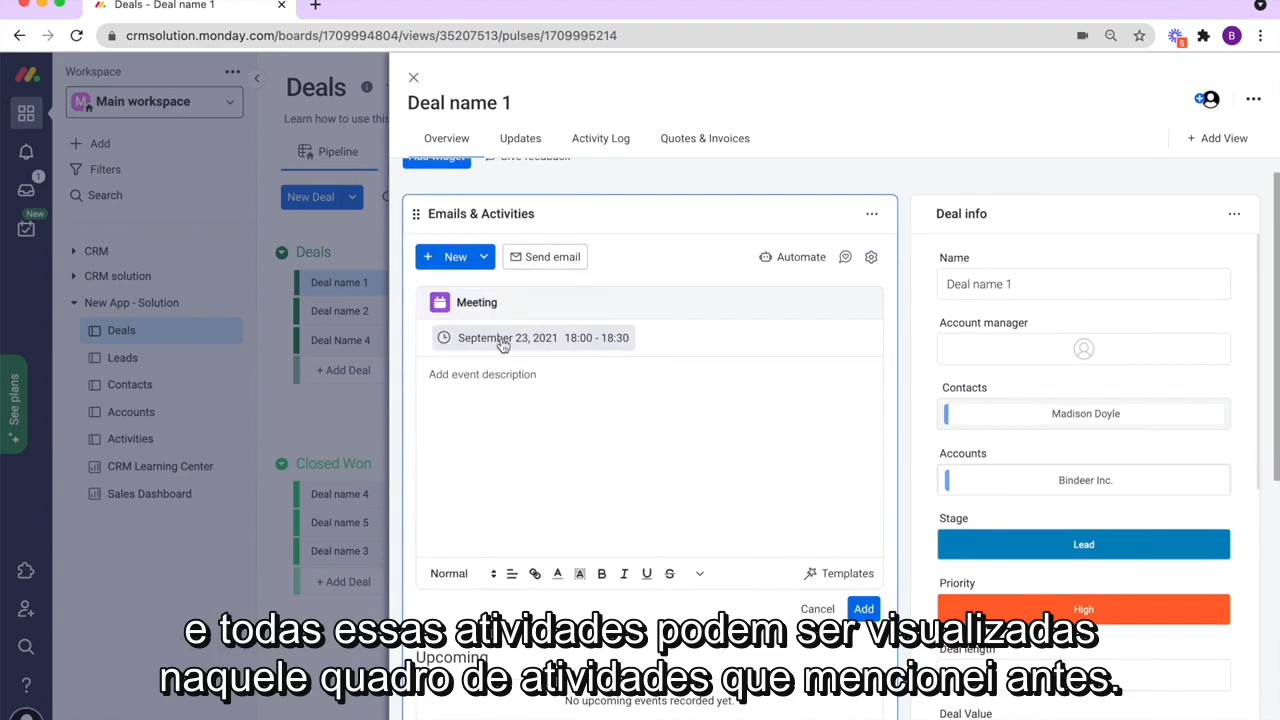 Deals - Deal name 1
crmsolution.monday.com/boards/1709994804/views/35207513/pulses/1709995214
5
B
Workspace
M Main workspace
Add
Filters
Search
1
New
CRM
CRM solution
New App - Solution
Deals
Leads
Contacts
Accounts
Activities
CRM Learning Center
Sales Dashboard
See plans
Deals
Learn how to use this
Pipeline
New Deal
Deals
Deal name 1
Deal name 2
Deal Name 4
+ Add Deal
Closed Won
Deal name 4
Deal name 5
Deal name 3
+ Add Deal
Deal name 1
Overview
Updates
Activity Log
Quotes & Invoices
+ Add View
Add widget
Give feedback
Emails & Activities
+ New
Send email
Automate
Meeting
September 23, 2021 18:00 - 18:30
Add event description
Normal
Templates
Cancel
Add
Upcoming
No upcoming events recorded yet.
Deal info
Name
Deal name 1
Account manager
Contacts
Madison Doyle
Accounts
Bindeer Inc.
Stage
Lead
Priority
High
Deal length
Deal Value
e todas essas atividades podem ser visualizadas
naquele quadro de atividades que mencionei antes.